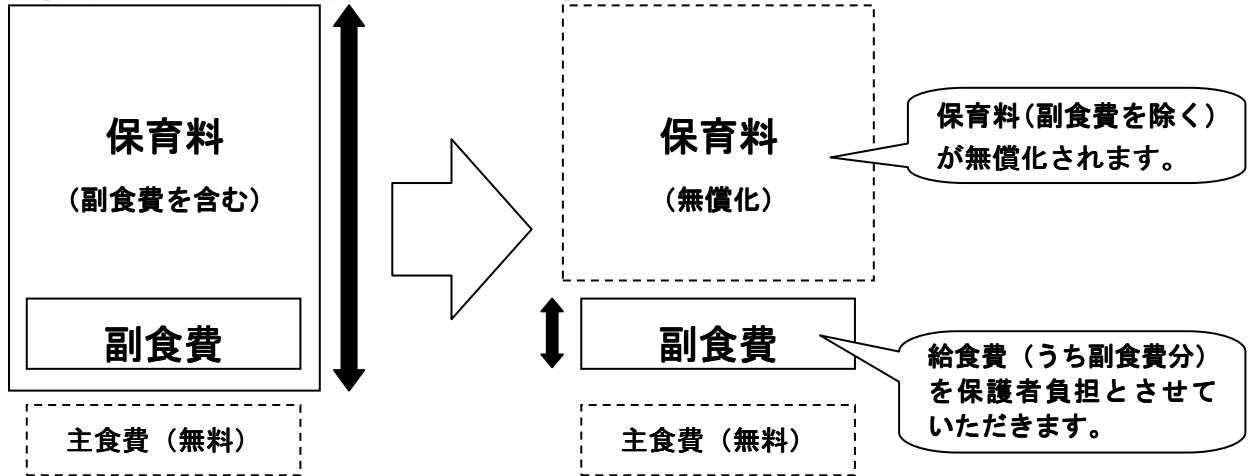 保育料
（副食費を含む）
副食費
主食費（無料）
保育料
（無償化）
副食費
主食費（無料）
保育料（副食費を除く）
が無償化されます。
給食費（うち副食費分）
を保護者負担とさせて
いただきます。